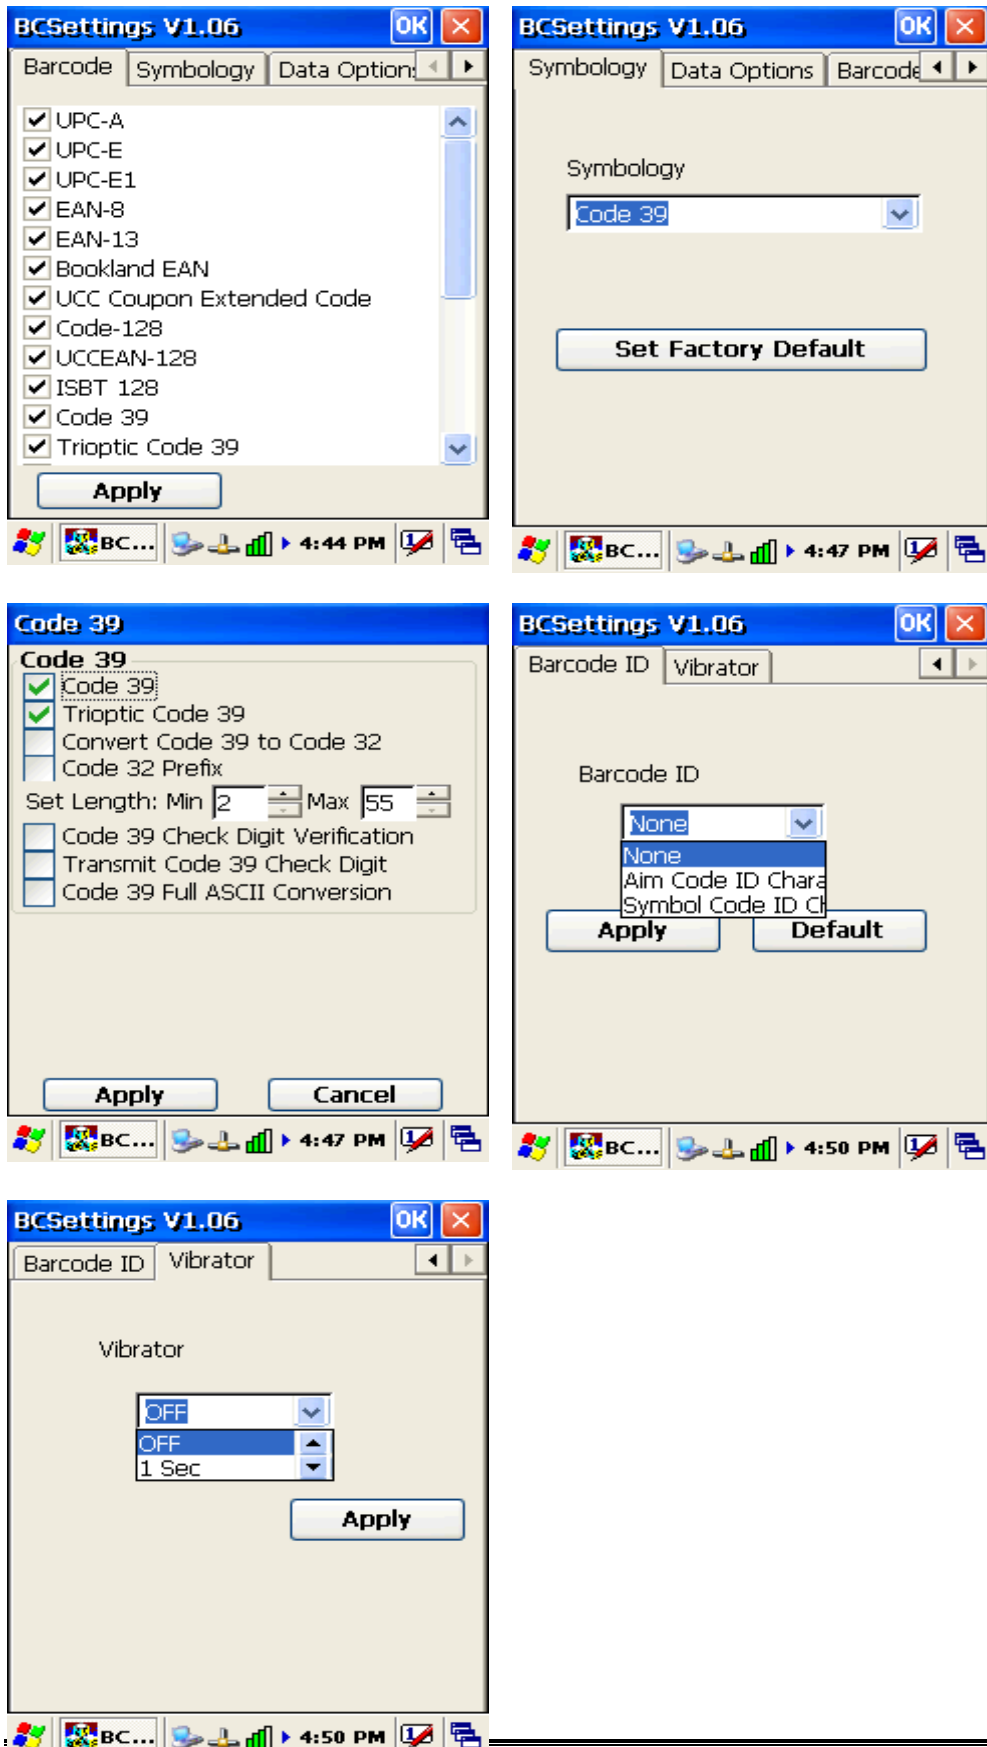 BCSettings V1.06 OK
Barcode Symbology Data Option
UPC-A
UPC-E
UPC-E1
EAN-8
EAN-13
Bookland EAN
UCC Coupon Extended Code
Code-128
UCCEAN-128
ISBT 128
Code 39
Trioptic Code 39
Apply
BC... 4:44 PM
BCSettings V1.06 OK
Symbology Data Options Barcode
Symbology
Code 39
Set Factory Default
BC... 4:47 PM
Code 39
Code 39
Code 39
Trioptic Code 39
Convert Code 39 to Code 32
Code 32 Prefix
Set Length: Min 2 Max 55
Code 39 Check Digit Verification
Transmit Code 39 Check Digit
Code 39 Full ASCII Conversion
Apply Cancel
BC... 4:47 PM
BCSettings V1.06 OK
Barcode ID Vibrator
Barcode ID
None
None
Aim Code ID Chara
Symbol Code ID Ch
Apply Default
BC... 4:50 PM
BCSettings V1.06 OK
Barcode ID Vibrator
Vibrator
OFF
OFF
1 Sec
Apply
BC... 4:50 PM